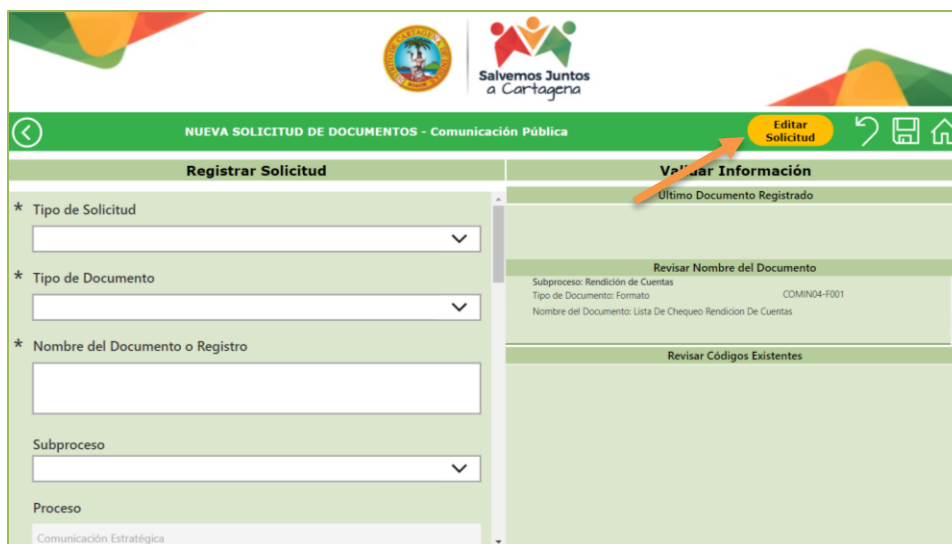 Salvemos Juntos
a Cartagena
NUEVA SOLICITUD DE DOCUMENTOS - Comunicación Pública
Editar
Solicitud
Registrar Solicitud
* Tipo de Solicitud
* Tipo de Documento
* Nombre del Documento o Registro
Subproceso
Proceso
Comunicación Estratégica
Validar Información
Ultimo Documento Registrado
Revisar Nombre del Documento
Subproceso: Rendición de Cuentas
Tipo de Documento: Formato COMIN04-F001
Nombre del Documento: Lista De Chequeo Rendicion De Cuentas
Revisar Códigos Existentes